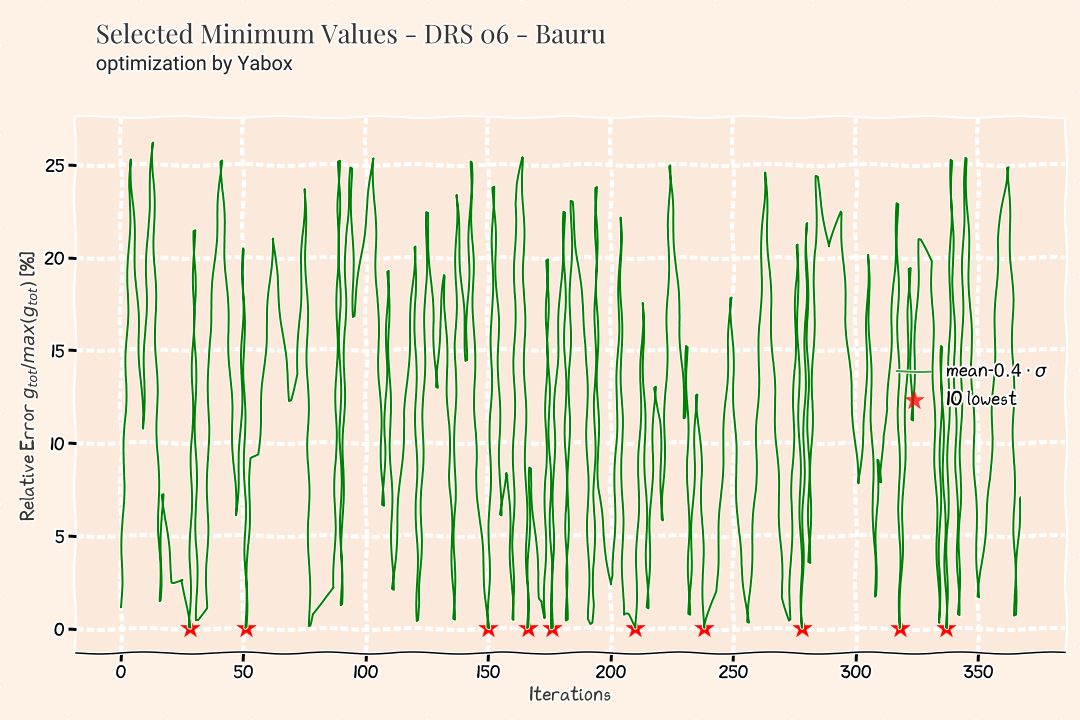 Selected Minimum Values - DRS 06 - Bauru
optimization by Yabox
Relative Error g_tot/max(g_tot) [%]
25
20
15
10
5
0
mean-0.4 · σ
10 lowest
0 50 100 150 200 250 300 350
Iterations